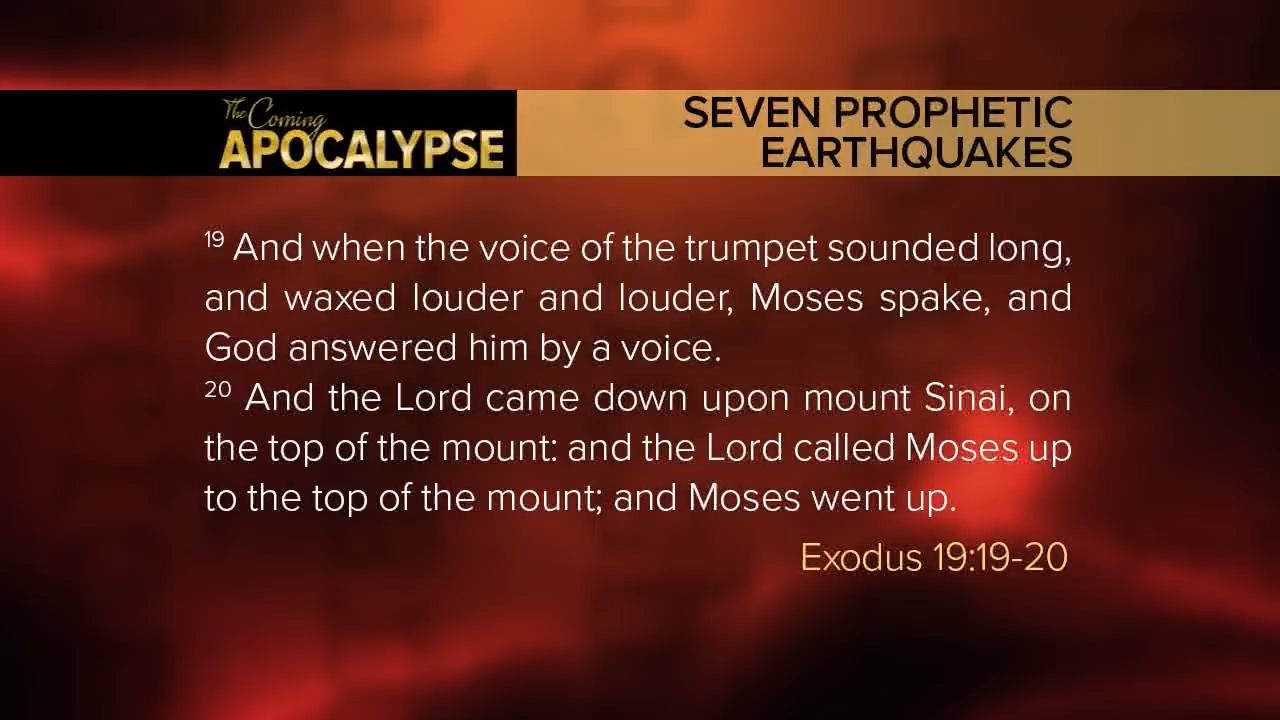 The Coming
APOCALYPSE
SEVEN PROPHETIC
EARTHQUAKES
19 And when the voice of the trumpet sounded long,
and waxed louder and louder, Moses spake, and
God answered him by a voice.
20 And the Lord came down upon mount Sinai, on
the top of the mount: and the Lord called Moses up
to the top of the mount; and Moses went up.
Exodus 19:19-20